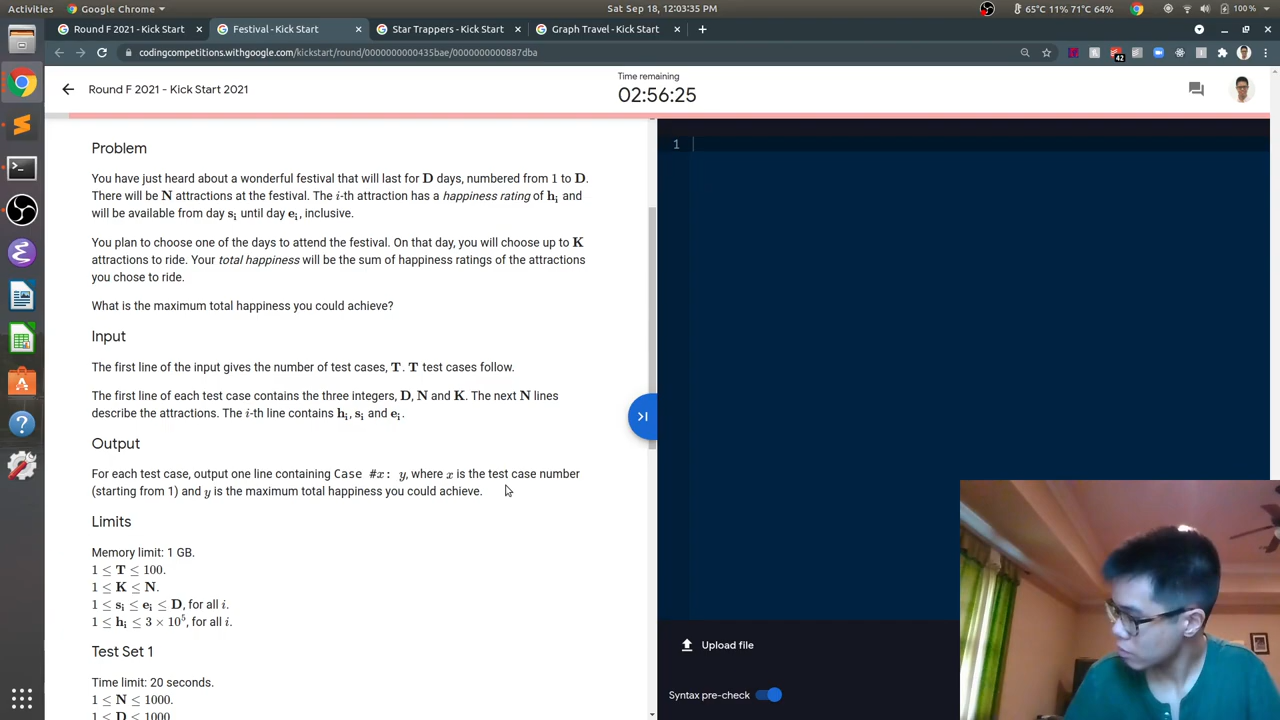 Activities
Google Chrome
Sat Sep 18, 12:03:35 PM
65°C 11% 71°C 64%
100 %
Round F 2021 - Kick Start
Festival - Kick Start
Star Trappers - Kick Start
Graph Travel - Kick Start
codingcompetitions.withgoogle.com/kickstart/round/0000000000435bae/0000000000887dba
42
Round F 2021 - Kick Start 2021
Time remaining
02:56:25
Problem
You have just heard about a wonderful festival that will last for D days, numbered from 1 to D.
There will be N attractions at the festival. The i-th attraction has a happiness rating of hᵢ and
will be available from day sᵢ until day eᵢ, inclusive.
You plan to choose one of the days to attend the festival. On that day, you will choose up to K
attractions to ride. Your total happiness will be the sum of happiness ratings of the attractions
you chose to ride.
What is the maximum total happiness you could achieve?
Input
The first line of the input gives the number of test cases, T. T test cases follow.
The first line of each test case contains the three integers, D, N and K. The next N lines
describe the attractions. The i-th line contains hᵢ, sᵢ and eᵢ.
Output
For each test case, output one line containing Case #x: y, where x is the test case number
(starting from 1) and y is the maximum total happiness you could achieve.
Limits
Memory limit: 1 GB.
1 ≤ T ≤ 100.
1 ≤ K ≤ N.
1 ≤ sᵢ ≤ eᵢ ≤ D, for all i.
1 ≤ hᵢ ≤ 3 × 10⁵, for all i.
Test Set 1
Time limit: 20 seconds.
1 ≤ N ≤ 1000.
1 ≤ D ≤ 1000
1
Upload file
Syntax pre-check